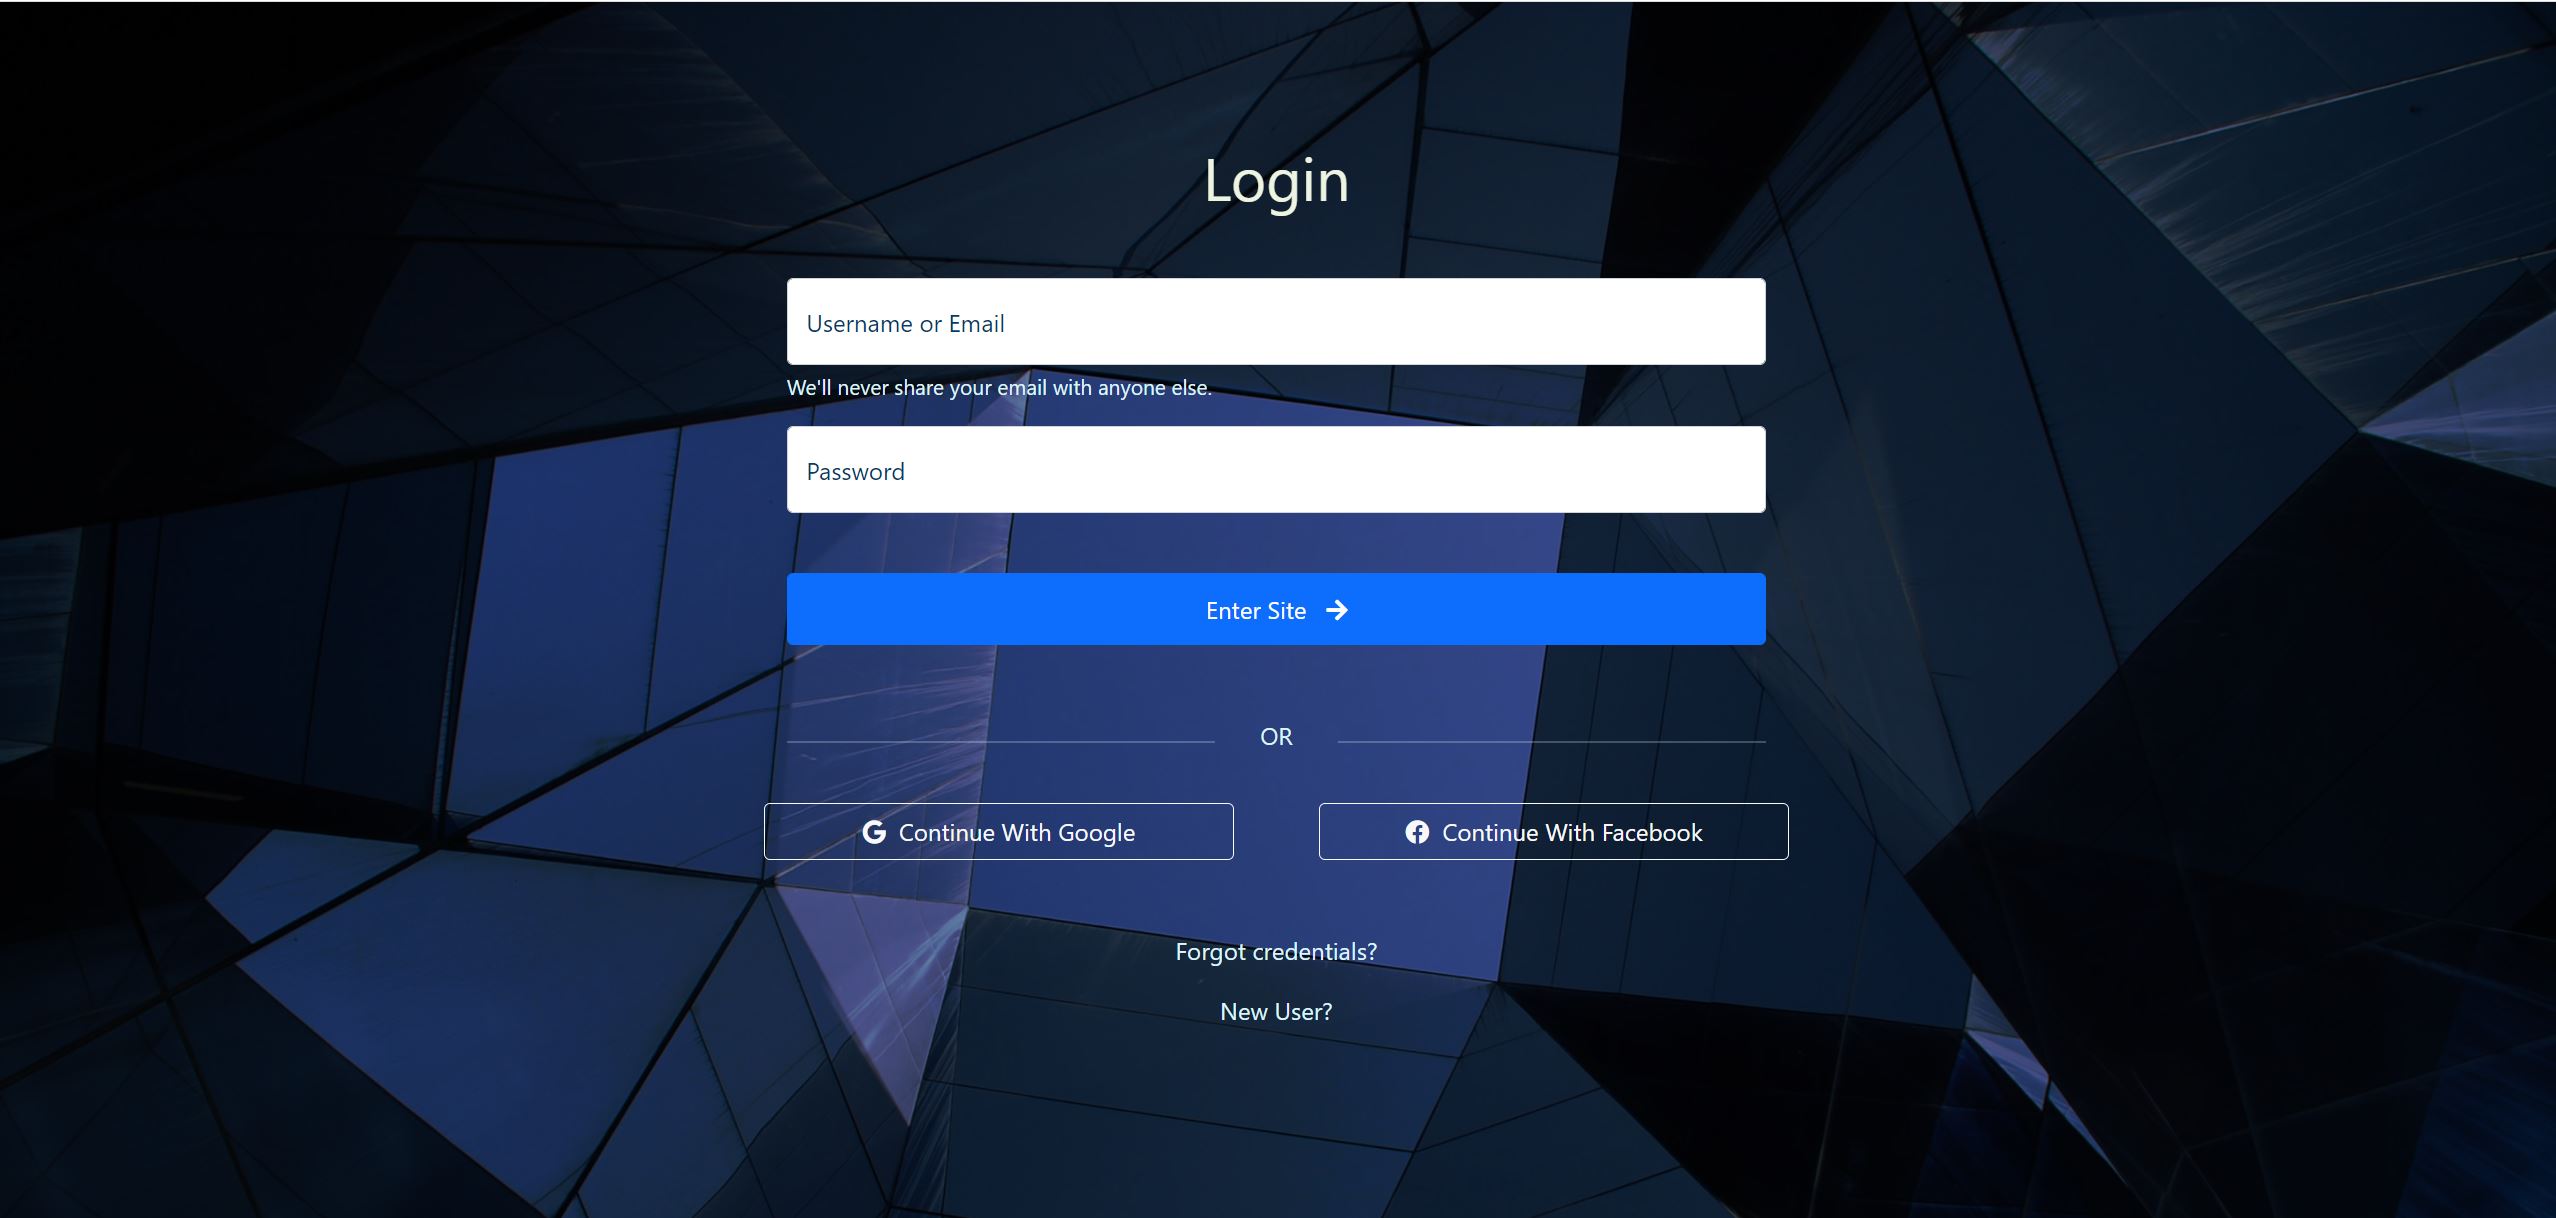 Login
Username or Email
We'll never share your email with anyone else.
Password
Enter Site
OR
Continue With Google
Continue With Facebook
Forgot credentials?
New User?